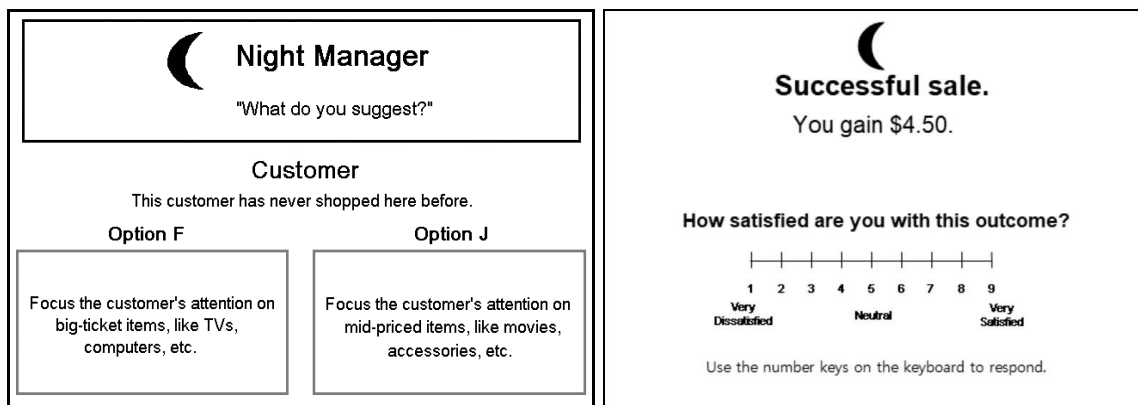 Night Manager
"What do you suggest?"
Customer
This customer has never shopped here before.
Option F
Option J
Focus the customer's attention on
big-ticket items, like TVs,
computers, etc.
Focus the customer's attention on
mid-priced items, like movies,
accessories, etc.
Successful sale.
You gain $4.50.
How satisfied are you with this outcome?
1 2 3 4 5 6 7 8 9
Very
Dissatisfied
Neutral
Very
Satisfied
Use the number keys on the keyboard to respond.